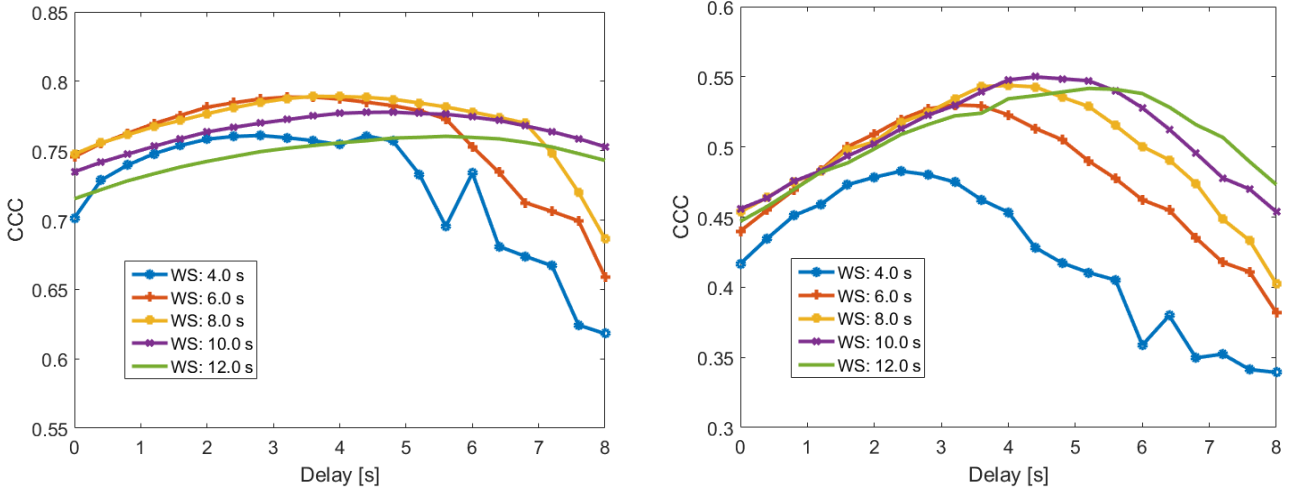 0.85
0.8
0.75
0.7
0.65
0.6
0.55
CCC
0 1 2 3 4 5 6 7 8
Delay [s]
WS: 4.0 s
WS: 6.0 s
WS: 8.0 s
WS: 10.0 s
WS: 12.0 s
0.6
0.55
0.5
0.45
0.4
0.35
0.3
CCC
0 1 2 3 4 5 6 7 8
Delay [s]
WS: 4.0 s
WS: 6.0 s
WS: 8.0 s
WS: 10.0 s
WS: 12.0 s